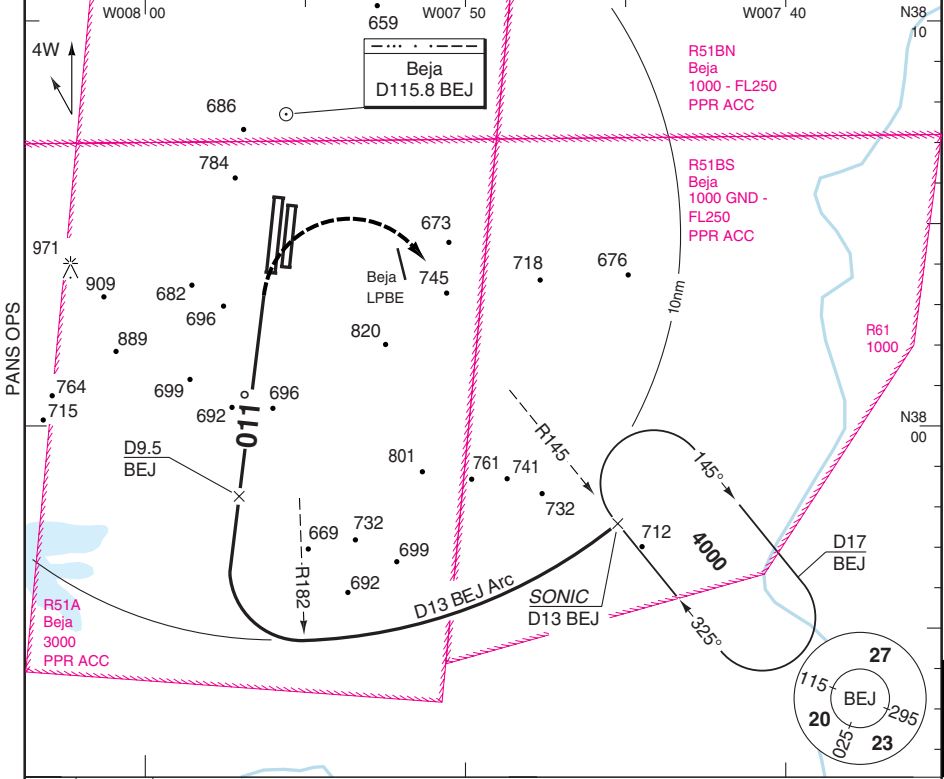 W008 00
W007 50
W007 40
N38
10
659
4W
Beja
D115.8 BEJ
R51BN
Beja
1000 - FL250
PPR ACC
686
784
R51BS
Beja
1000 GND -
FL250
PPR ACC
673
971
718
676
745
Beja
LPBE
909
682
696
10nm
PANS OPS
889
820
R61
1000
764
715
699
692
696
011°
N38
00
D9.5
BEJ
801
761
741
R145
145°
732
669
732
712
4000
D17
BEJ
699
692
R182
D13 BEJ Arc
SONIC
D13 BEJ
325°
R51A
Beja
3000
PPR ACC
27
115
BEJ
295
20
025
23